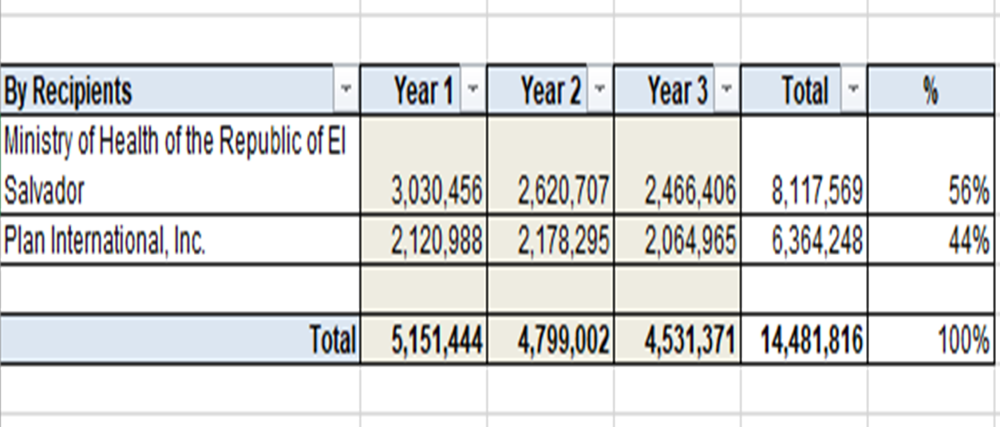 By Recipients Year 1 Year 2 Year 3 Total %
Ministry of Health of the Republic of El
Salvador 3,030,456 2,620,707 2,466,406 8,117,569 56%
Plan International, Inc. 2,120,988 2,178,295 2,064,965 6,364,248 44%
Total 5,151,444 4,799,002 4,531,371 14,481,816 100%